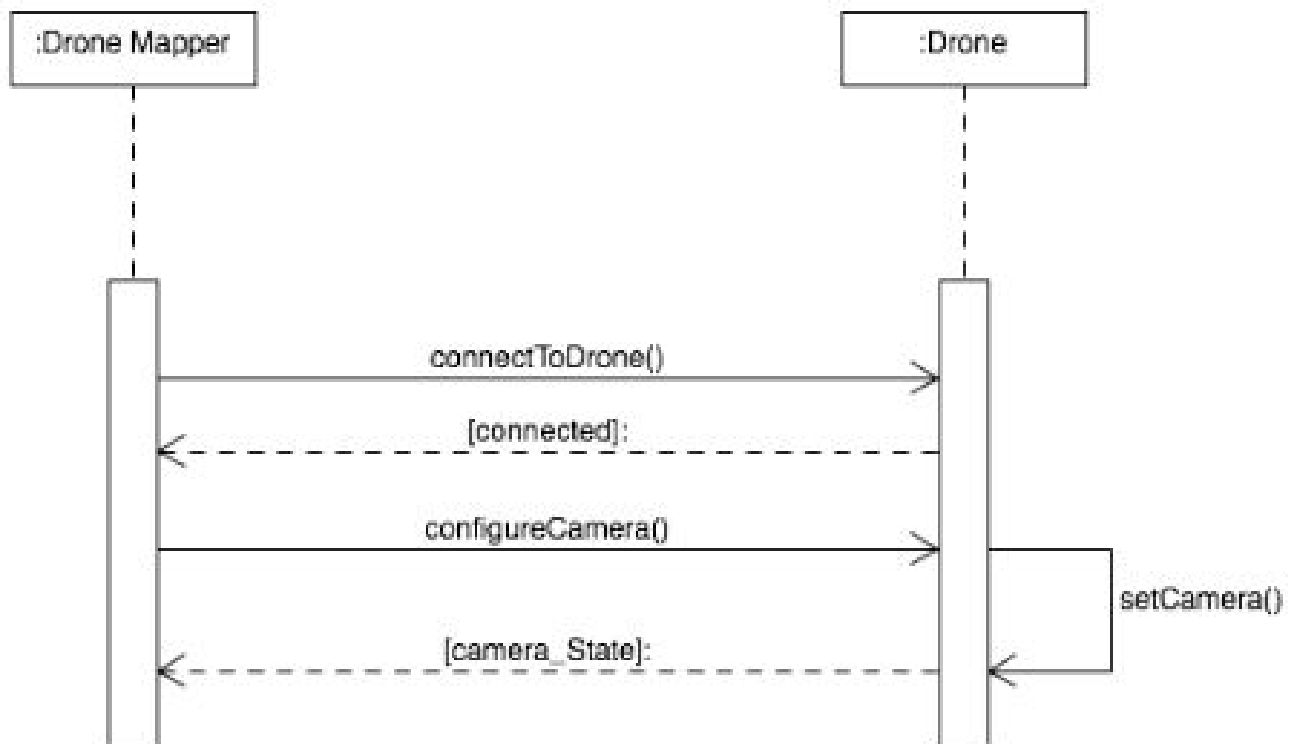 :Drone Mapper
:Drone
connectToDrone()
[connected]:
configureCamera()
setCamera()
[camera_State]: